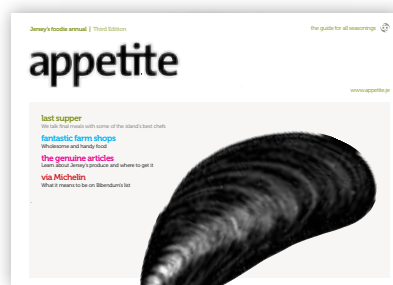 Jersey's foodie annual | Third Edition
the guide for all seasonings
appetite
www.appetite.je
last supper
We talk final meals with some of the island's best chefs
fantastic farm shops
Wholesome and handy food
the genuine articles
Learn about Jersey's produce and where to get it
via Michelin
What it means to be on Bibendum's list